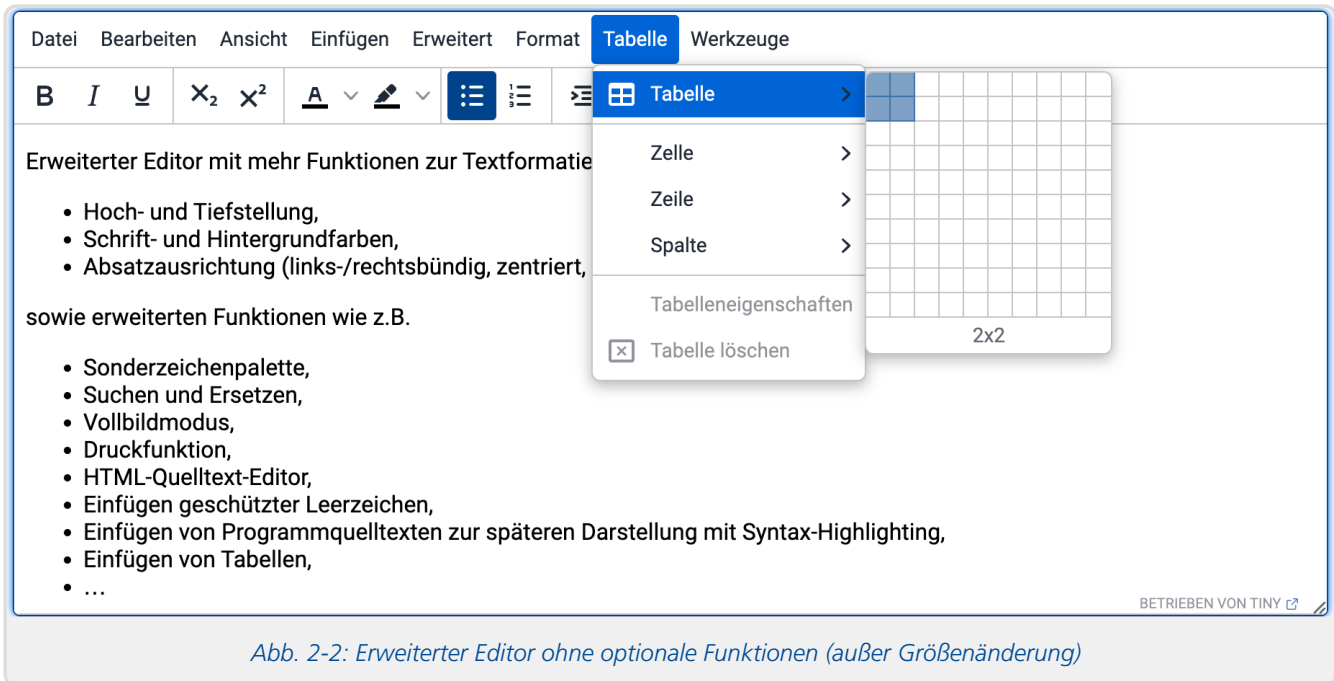 Datei Bearbeiten Ansicht Einfügen Erweitert Format Tabelle Werkzeuge
B I U X₂ X² A
Tabelle
Zelle
Zeile
Spalte
Tabelleneigenschaften
Tabelle löschen
2x2
Erweiterter Editor mit mehr Funktionen zur Textformatie
• Hoch- und Tiefstellung,
• Schrift- und Hintergrundfarben,
• Absatzausrichtung (links-/rechtsbündig, zentriert,
sowie erweiterten Funktionen wie z.B.
• Sonderzeichenpalette,
• Suchen und Ersetzen,
• Vollbildmodus,
• Druckfunktion,
• HTML-Quelltext-Editor,
• Einfügen geschützter Leerzeichen,
• Einfügen von Programmquelltexten zur späteren Darstellung mit Syntax-Highlighting,
• Einfügen von Tabellen,
• …
BETRIEBEN VON TINY
Abb. 2-2: Erweiterter Editor ohne optionale Funktionen (außer Größenänderung)